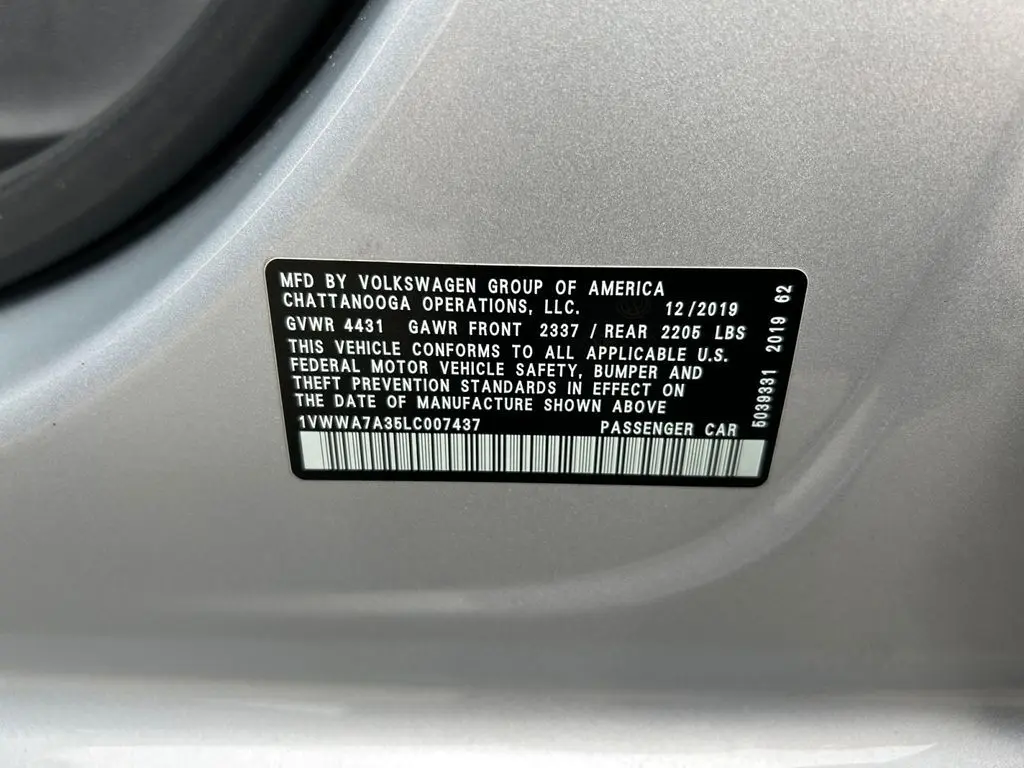 MFD BY VOLKSWAGEN GROUP OF AMERICA
CHATTANOOGA OPERATIONS, LLC. 12/2019
GVWR 4431 GAWR FRONT 2337 / REAR 2205 LBS
THIS VEHICLE CONFORMS TO ALL APPLICABLE U.S.
FEDERAL MOTOR VEHICLE SAFETY, BUMPER AND
THEFT PREVENTION STANDARDS IN EFFECT ON
THE DATE OF MANUFACTURE SHOWN ABOVE
1VWWA7A35LC007437 PASSENGER CAR
5039331 2019 62